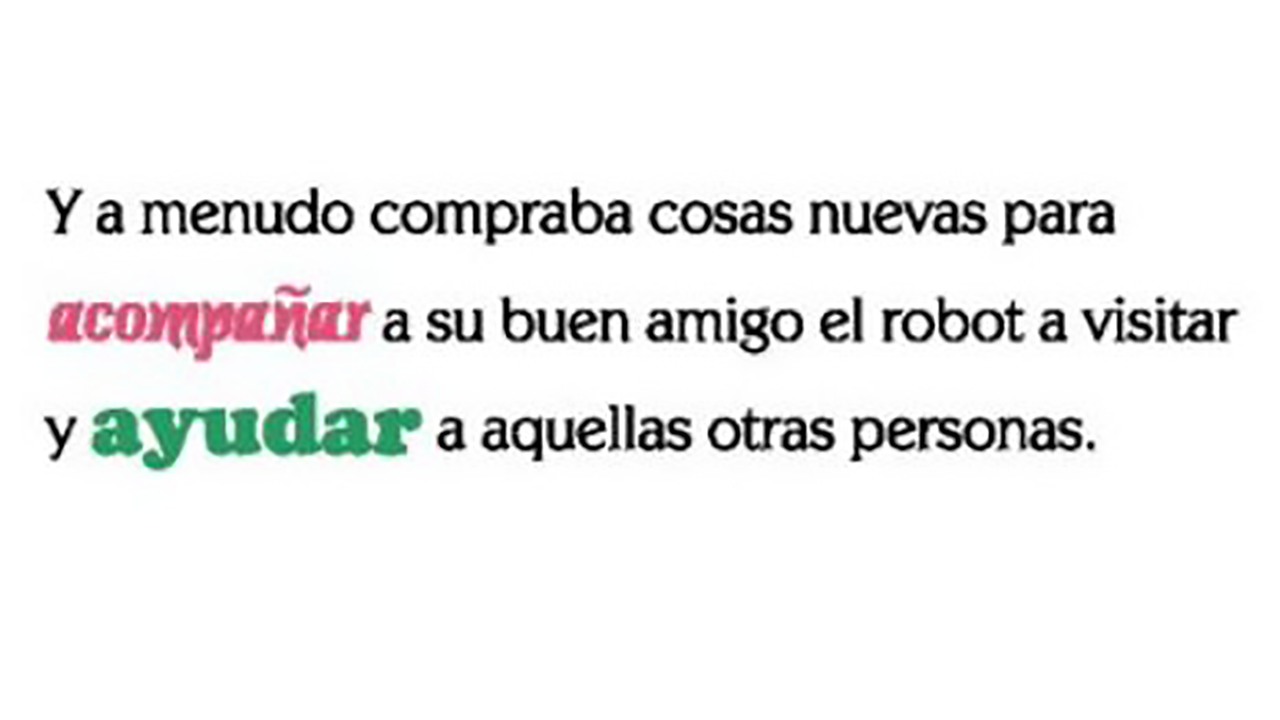 Y a menudo compraba cosas nuevas para
acompañar a su buen amigo el robot a visitar
y ayudar a aquellas otras personas.